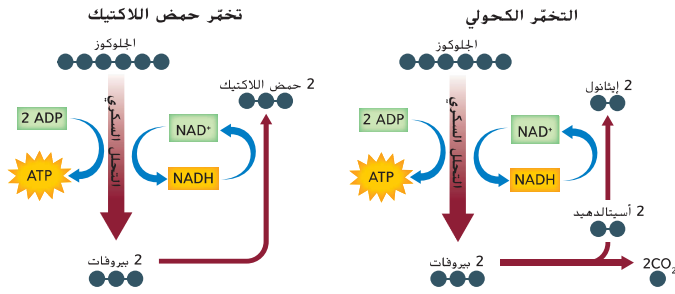 التخمّر الكحولي
الجلوكوز
2 إيثانول
2 ADP
التحلل السكري
NAD⁺
ATP
NADH
2 أسيتالدهيد
2 بيروفات
2CO₂
تخمّر حمض اللاكتيك
الجلوكوز
2 حمض اللاكتيك
2 ADP
التحلل السكري
NAD⁺
ATP
NADH
2 بيروفات